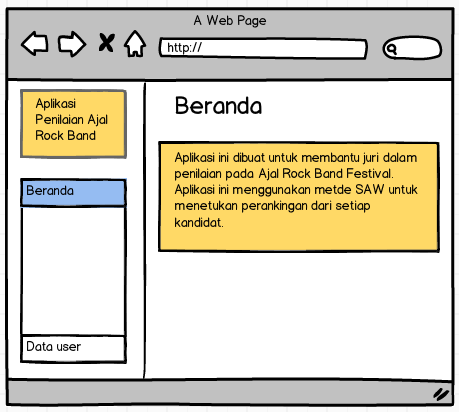 A Web Page
http://
Aplikasi
Penilaian Ajal
Rock Band
Beranda
Data user
Beranda
Aplikasi ini dibuat untuk membantu juri dalam
penilaian pada Ajal Rock Band Festival.
Aplikasi ini menggunakan metde SAW untuk
menetukan perankingan dari setiap
kandidat.